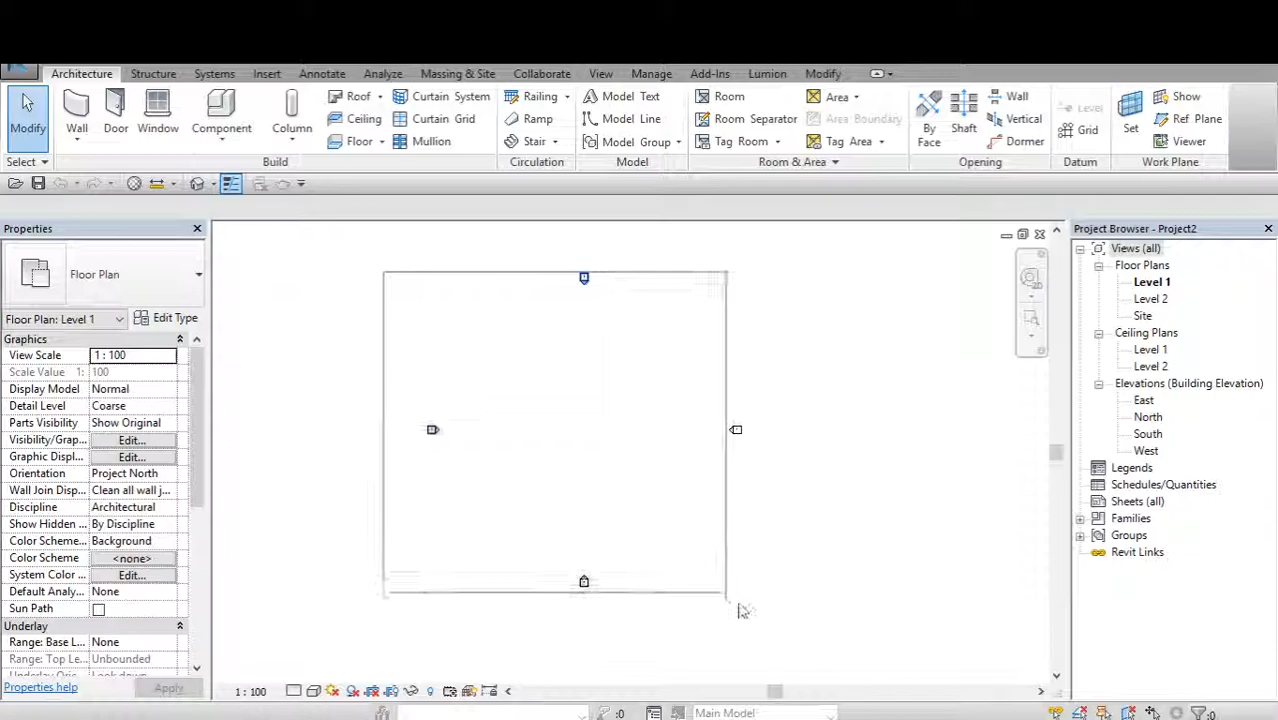 Architecture Structure Systems Insert Annotate Analyze Massing & Site Collaborate View Manage Add-Ins Lumion Modify
Modify
Wall
Door
Window
Component
Column
Roof
Ceiling
Floor
Curtain System
Curtain Grid
Mullion
Railing
Ramp
Stair
Model Text
Model Line
Model Group
Room
Room Separator
Tag Room
Area
Area Boundary
Tag Area
By
Face
Shaft
Wall
Vertical
Dormer
Level
Grid
Set
Show
Ref Plane
Viewer
Select
Build
Circulation
Model
Room & Area
Opening
Datum
Work Plane
Properties
Floor Plan
Floor Plan: Level 1
Edit Type
Graphics
View Scale 1 : 100
Scale Value 1: 100
Display Model Normal
Detail Level Coarse
Parts Visibility Show Original
Visibility/Grap... Edit...
Graphic Displ... Edit...
Orientation Project North
Wall Join Disp... Clean all wall j...
Discipline Architectural
Show Hidden ... By Discipline
Color Scheme... Background
Color Scheme <none>
System Color ... Edit...
Default Analy... None
Sun Path
Underlay
Range: Base L... None
Range: Top Le... Unbounded
Properties help
Apply
1 : 100
:0
Main Model
:0
Project Browser - Project2
Views (all)
Floor Plans
Level 1
Level 2
Site
Ceiling Plans
Level 1
Level 2
Elevations (Building Elevation)
East
North
South
West
Legends
Schedules/Quantities
Sheets (all)
Families
Groups
Revit Links